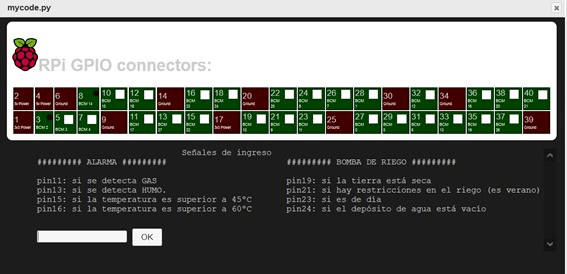 mycode.py
RPi GPIO connectors:
2 5v Power 4 5v Power 6 Ground 8 BCM 14 10 BCM 15 12 BCM 18 14 Ground 16 BCM 23 18 BCM 24 20 Ground 22 BCM 25 24 BCM 8 26 BCM 7 28 BCM 1 30 Ground 32 BCM 12 34 Ground 36 BCM 16 38 BCM 20 40 BCM 21
1 3v3 Power 3 BCM 2 5 BCM 3 7 BCM 4 9 Ground 11 BCM 17 13 BCM 27 15 BCM 22 17 3v3 Power 19 BCM 10 21 BCM 9 23 BCM 11 25 Ground 27 BCM 0 29 BCM 5 31 BCM 6 33 BCM 13 35 BCM 19 37 BCM 26 39 Ground
Señales de ingreso
######### ALARMA #########
pin11: si se detecta GAS
pin13: si se detecta HUMO.
pin15: si la temperatura es superior a 45°C
pin16: si la temperatura es superior a 60°C
######### BOMBA DE RIEGO #########
pin19: si la tierra está seca
pin21: si hay restricciones en el riego (es verano)
pin23: si es de día
pin24: si el depósito de agua está vacío
OK